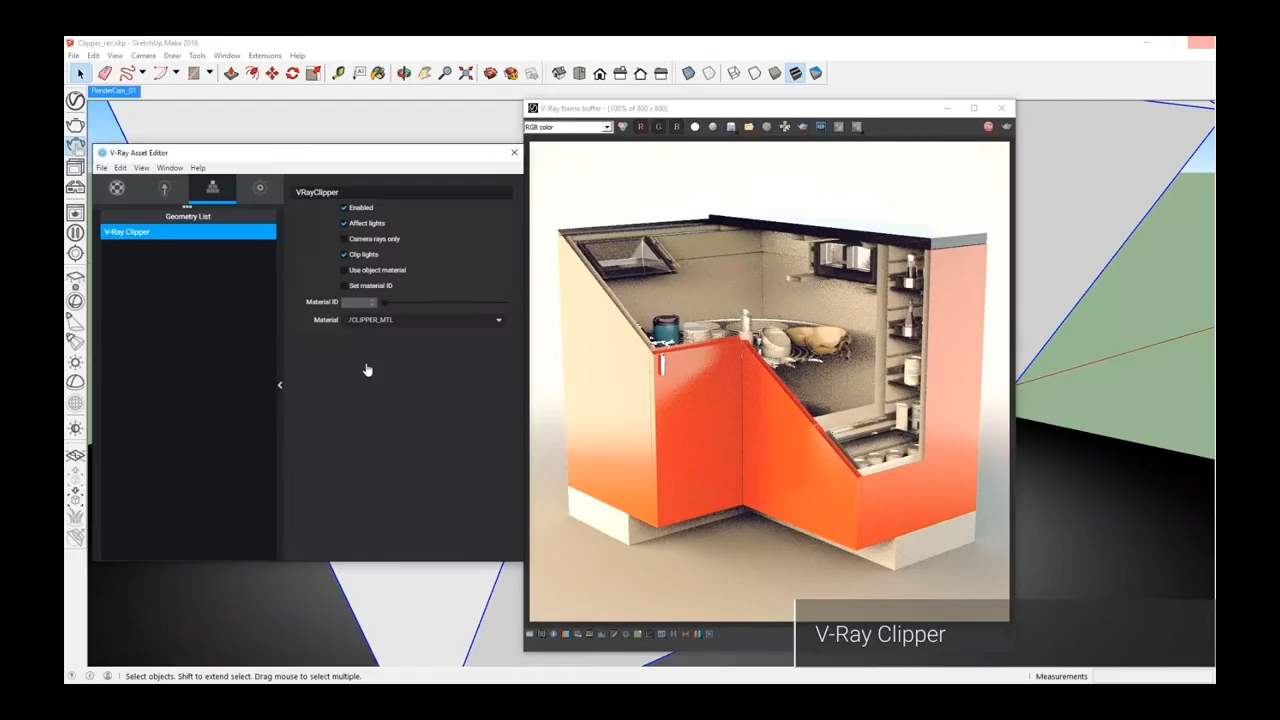 Clipper_rec.skp - SketchUp Make 2016
File Edit View Camera Draw Tools Window Extensions Help
RenderCam_01
V-Ray frame buffer - [100% of 800 x 800]
RGB color
R G B
V-Ray Asset Editor
File Edit View Window Help
VRayClipper
Geometry List
V-Ray Clipper
Enabled
Affect lights
Camera rays only
Clip lights
Use object material
Set material ID
Material ID
Material /CLIPPER_MTL
V-Ray Clipper
Select objects. Shift to extend select. Drag mouse to select multiple.
Measurements